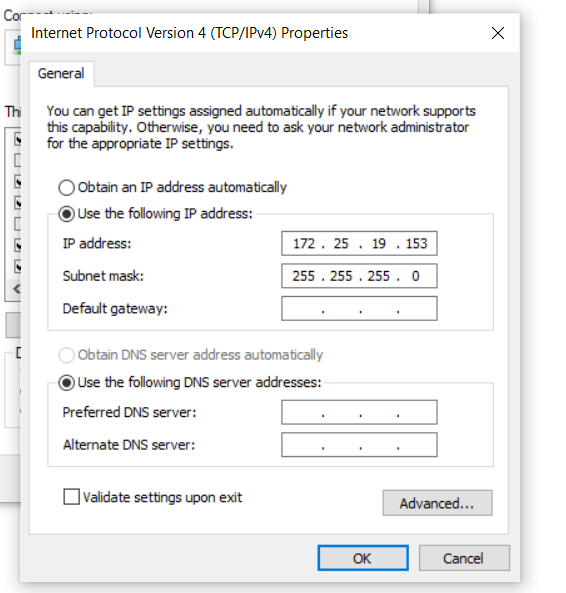 Connect using:
Internet Protocol Version 4 (TCP/IPv4) Properties
General
You can get IP settings assigned automatically if your network supports
this capability. Otherwise, you need to ask your network administrator
for the appropriate IP settings.
Obtain an IP address automatically
Use the following IP address:
IP address: 172 . 25 . 19 . 153
Subnet mask: 255 . 255 . 255 . 0
Default gateway: . . .
Obtain DNS server address automatically
Use the following DNS server addresses:
Preferred DNS server: . . .
Alternate DNS server: . . .
Validate settings upon exit
Advanced...
OK Cancel